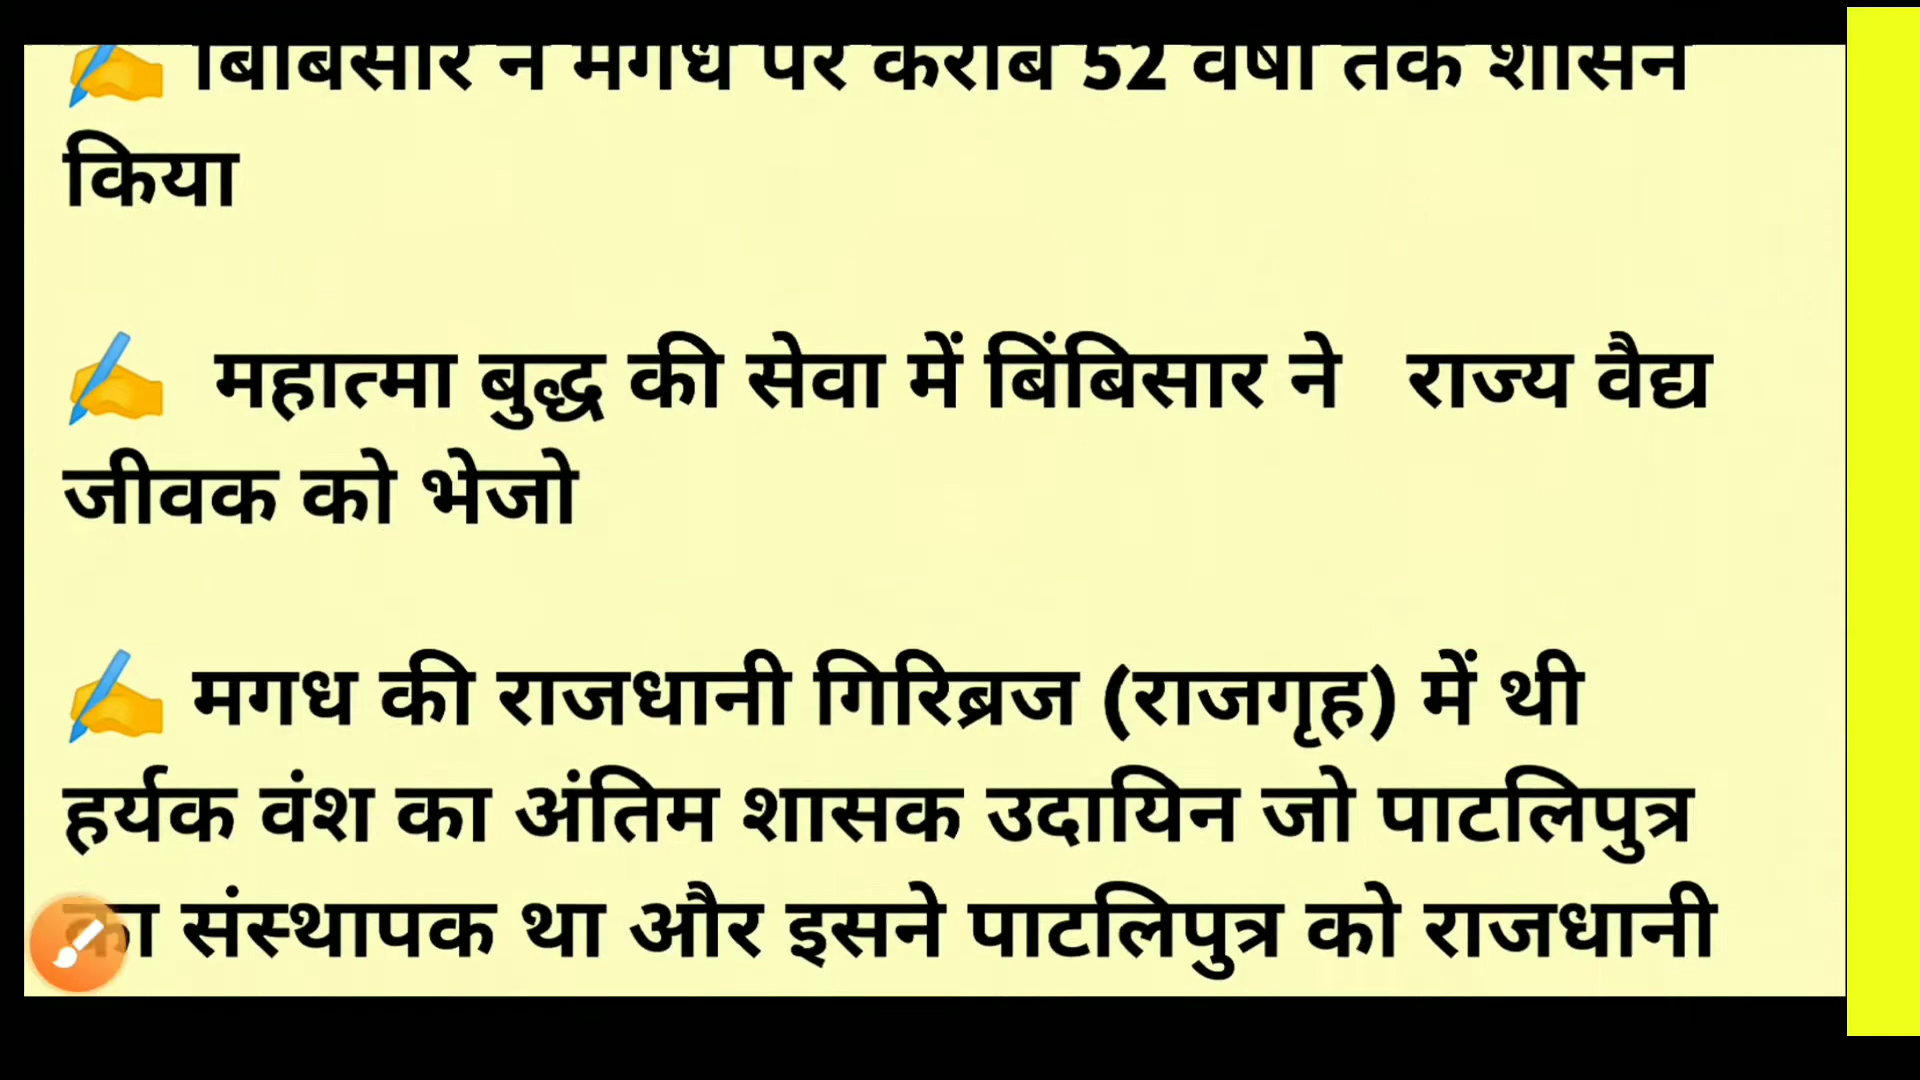 ✍️ बिंबिसार ने मगध पर करीब 52 वर्षों तक शासन
किया
✍️ महात्मा बुद्ध की सेवा में बिंबिसार ने राज्य वैद्य
जीवक को भेजो
✍️ मगध की राजधानी गिरिब्रज (राजगृह) में थी
हर्यक वंश का अंतिम शासक उदायिन जो पाटलिपुत्र
का संस्थापक था और इसने पाटलिपुत्र को राजधानी